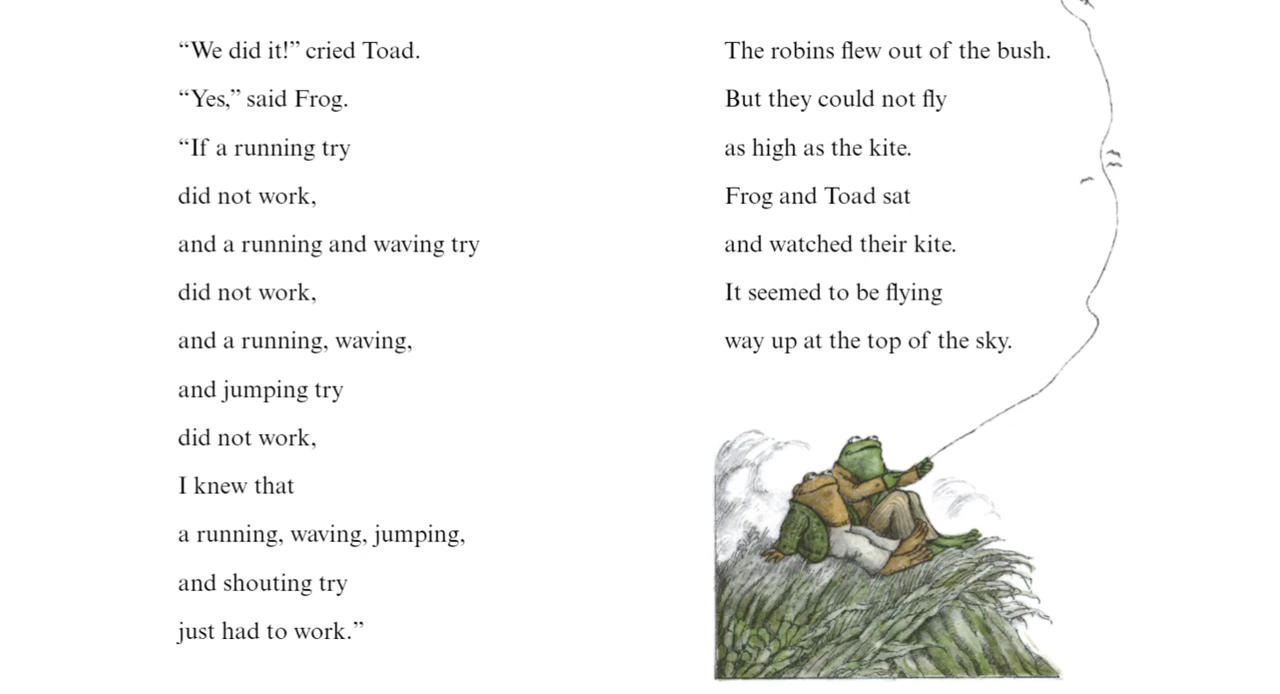 “We did it!” cried Toad.
“Yes,” said Frog.
“If a running try
did not work,
and a running and waving try
did not work,
and a running, waving,
and jumping try
did not work,
I knew that
a running, waving, jumping,
and shouting try
just had to work.”
The robins flew out of the bush.
But they could not fly
as high as the kite.
Frog and Toad sat
and watched their kite.
It seemed to be flying
way up at the top of the sky.